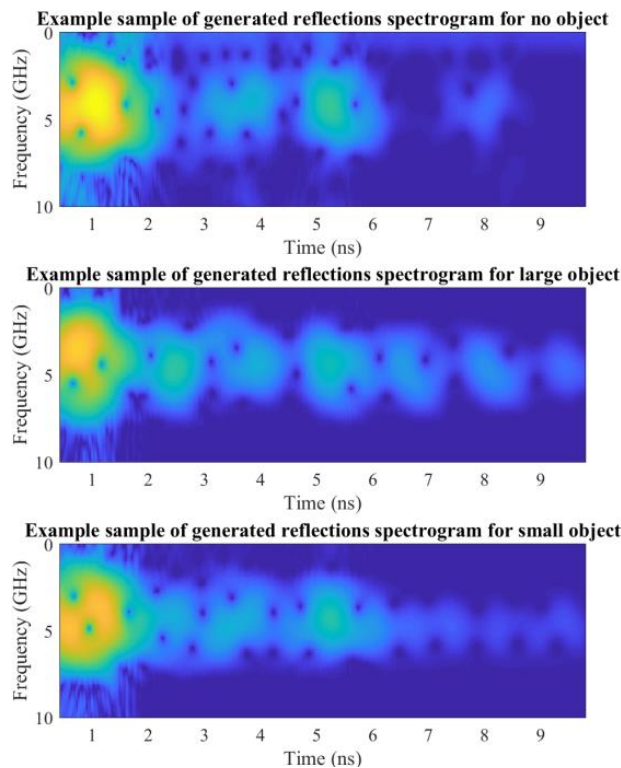 Example sample of generated reflections spectrogram for no object
0
5
10
Frequency (GHz)
1 2 3 4 5 6 7 8 9
Time (ns)
Example sample of generated reflections spectrogram for large object
0
5
10
Frequency (GHz)
1 2 3 4 5 6 7 8 9
Time (ns)
Example sample of generated reflections spectrogram for small object
0
5
10
Frequency (GHz)
1 2 3 4 5 6 7 8 9
Time (ns)